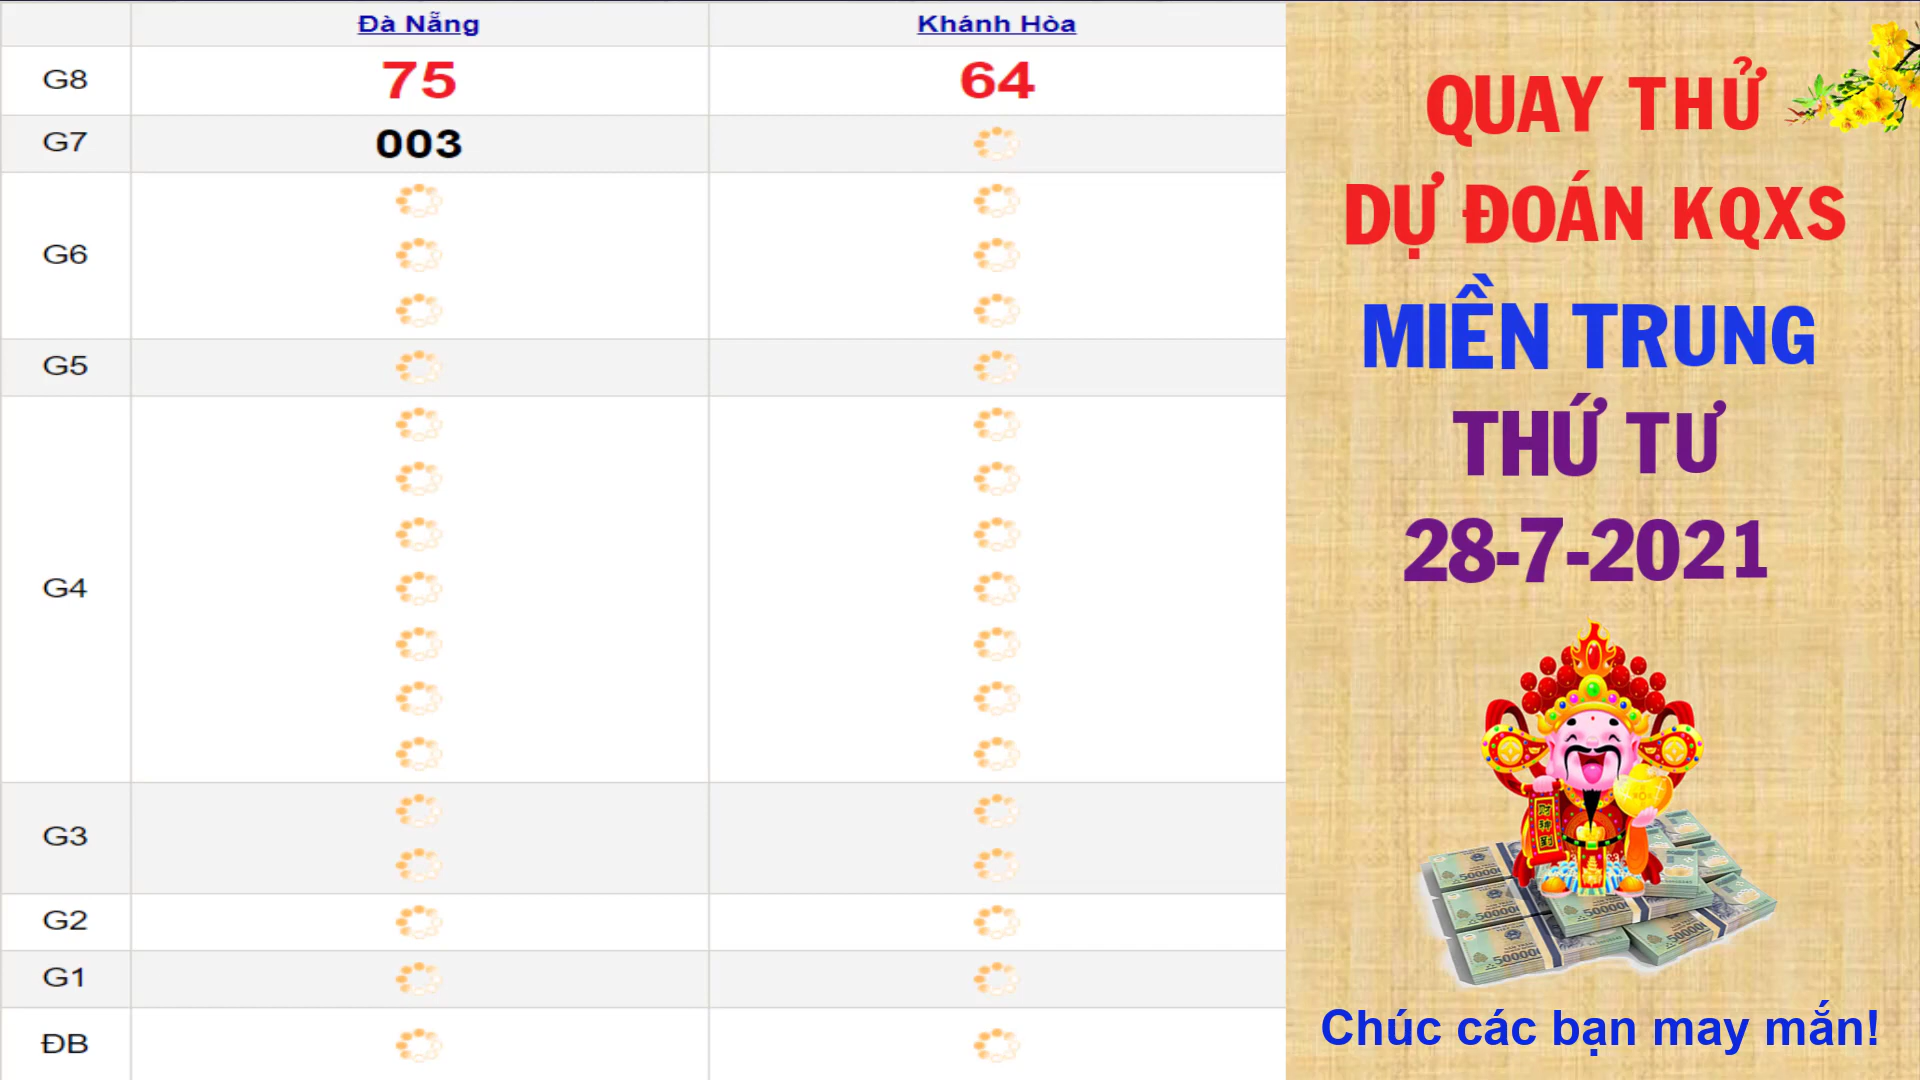 Đà Nẵng Khánh Hòa
G8 75 64
G7 003
G6
G5
G4
G3
G2
G1
ĐB
QUAY THỬ
DỰ ĐOÁN KQXS
MIỀN TRUNG
THỨ TƯ
28-7-2021
Chúc các bạn may mắn!